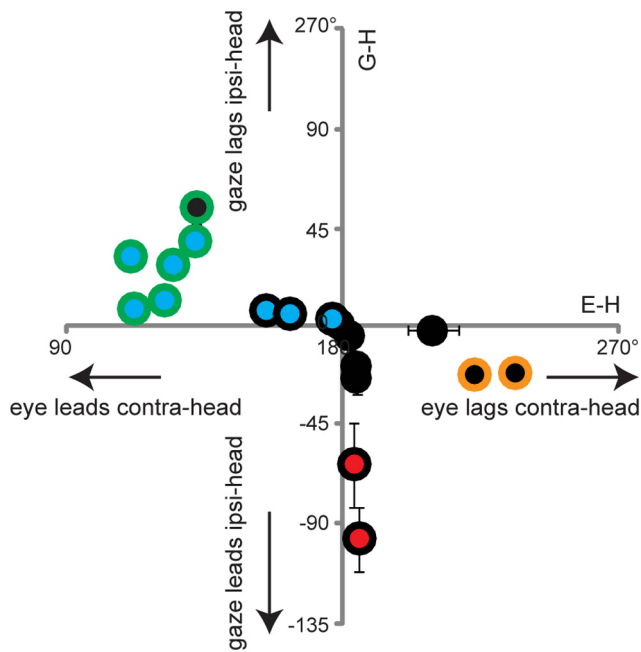 270°
G-H
gaze lags ipsi-head
90
45
E-H
0
90
180
270°
eye leads contra-head
eye lags contra-head
-45
gaze leads ipsi-head
-90
-135